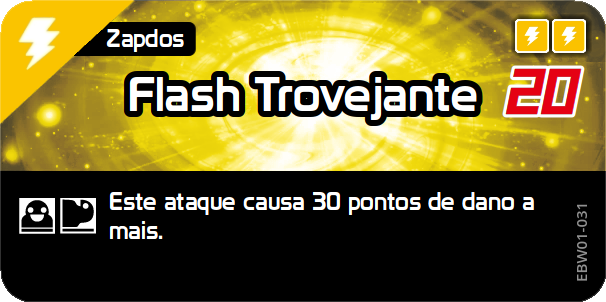 Zapdos
Flash Trovejante 20
Este ataque causa 30 pontos de dano a
mais.
EBW01-031